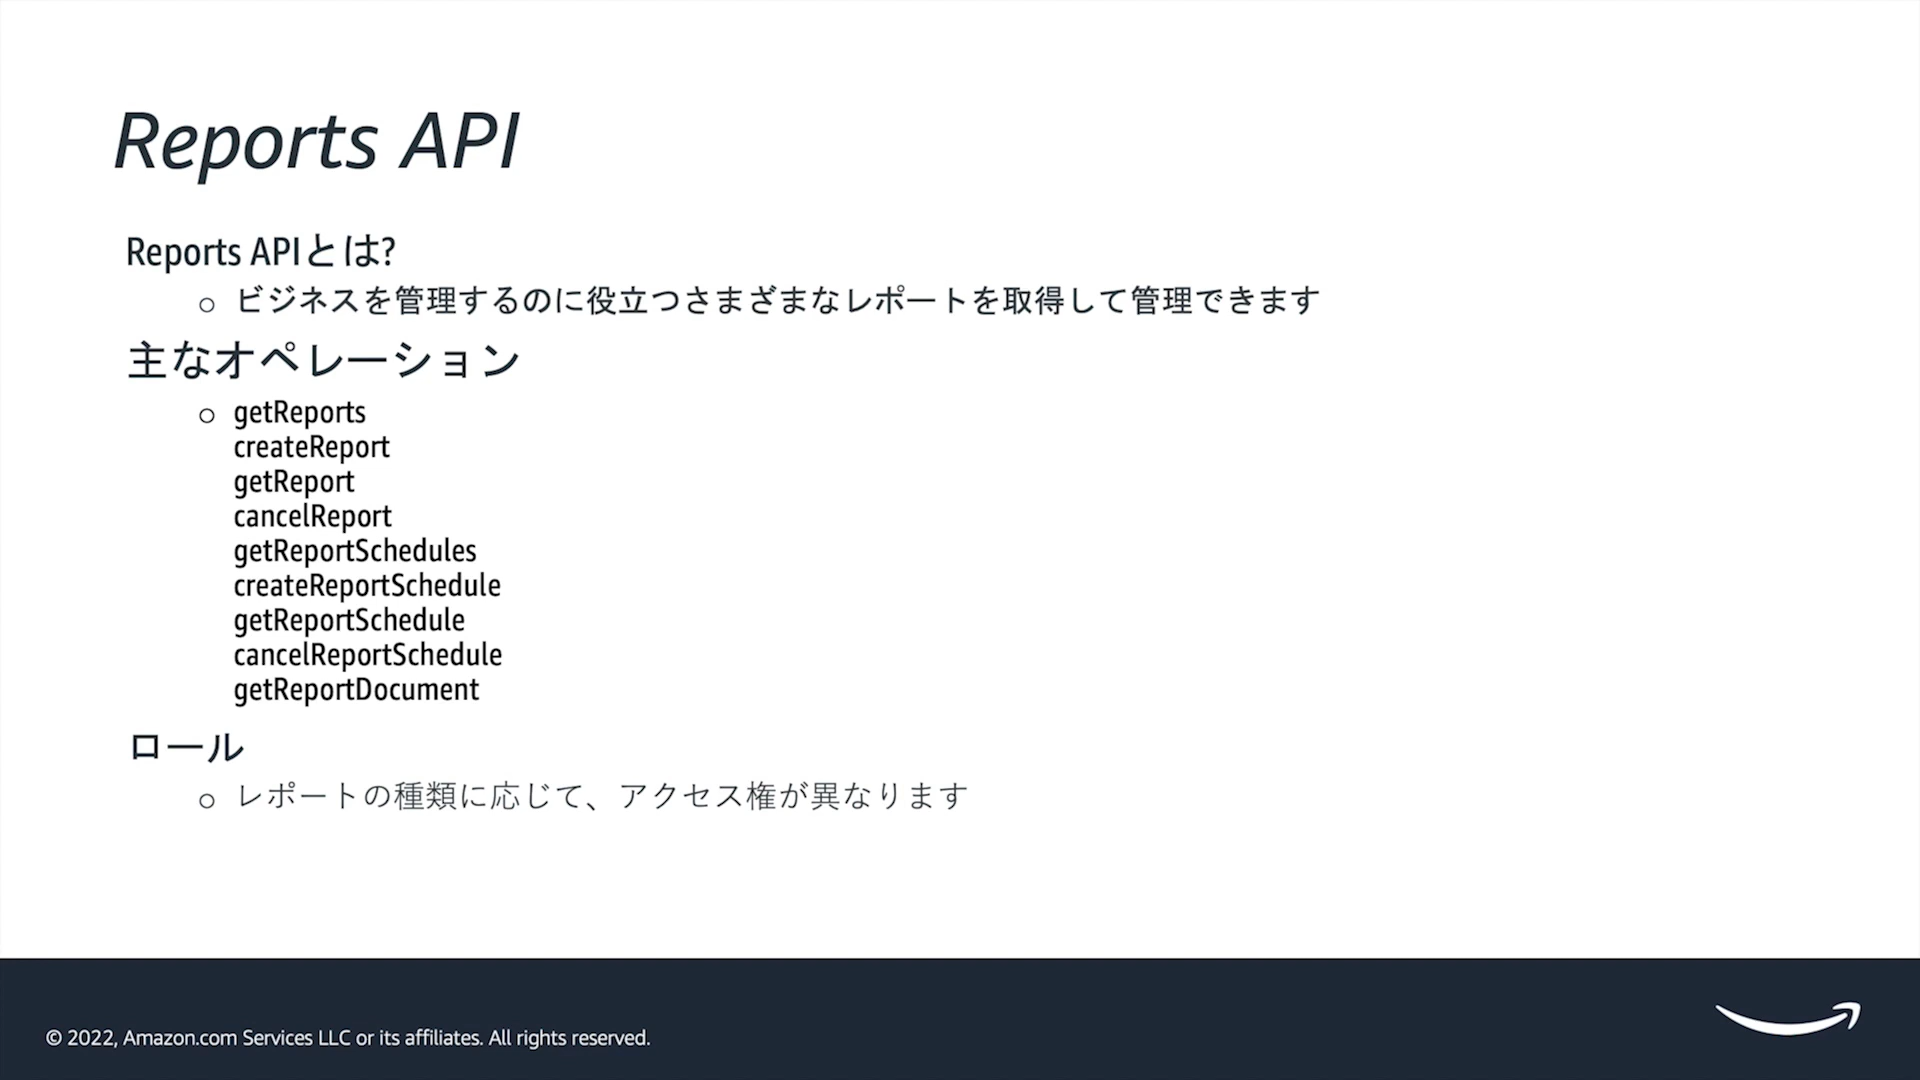 Reports API
Reports APIとは?
○ ビジネスを管理するのに役立つさまざまなレポートを取得して管理できます
主なオペレーション
○ getReports
createReport
getReport
cancelReport
getReportSchedules
createReportSchedule
getReportSchedule
cancelReportSchedule
getReportDocument
ロール
○ レポートの種類に応じて、アクセス権が異なります
© 2022, Amazon.com Services LLC or its affiliates. All rights reserved.